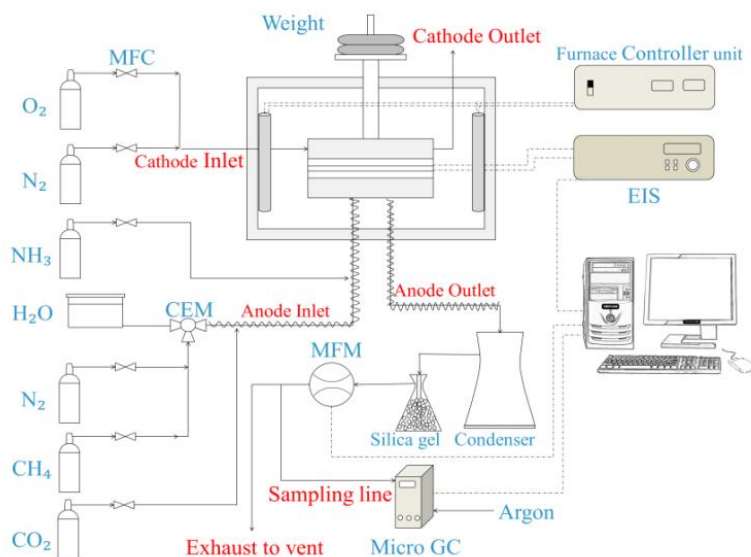 Weight
Cathode Outlet
MFC
Furnace Controller unit
O₂
N₂
Cathode Inlet
EIS
NH₃
H₂O
CEM
Anode Inlet
Anode Outlet
MFM
N₂
Silica gel
Condenser
CH₄
Sampling line
Argon
CO₂
Exhaust to vent
Micro GC